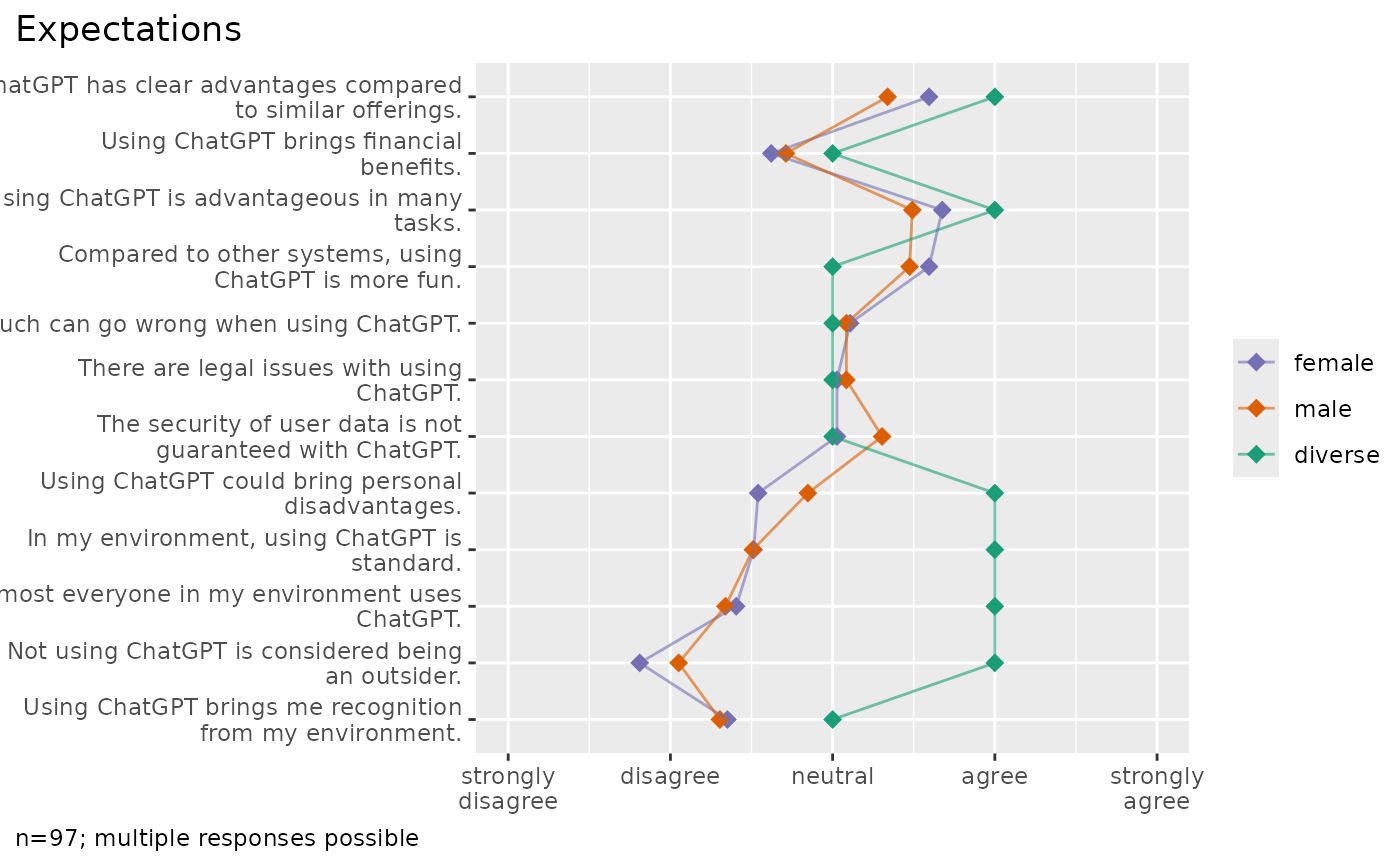 Expectations
hatGPT has clear advantages compared
to similar offerings.
Using ChatGPT brings financial
benefits.
sing ChatGPT is advantageous in many
tasks.
Compared to other systems, using
ChatGPT is more fun.
uch can go wrong when using ChatGPT.
There are legal issues with using
ChatGPT.
The security of user data is not
guaranteed with ChatGPT.
Using ChatGPT could bring personal
disadvantages.
In my environment, using ChatGPT is
standard.
most everyone in my environment uses
ChatGPT.
Not using ChatGPT is considered being
an outsider.
Using ChatGPT brings me recognition
from my environment.
female
male
diverse
strongly disagree
disagree
neutral
agree
strongly agree
n=97; multiple responses possible